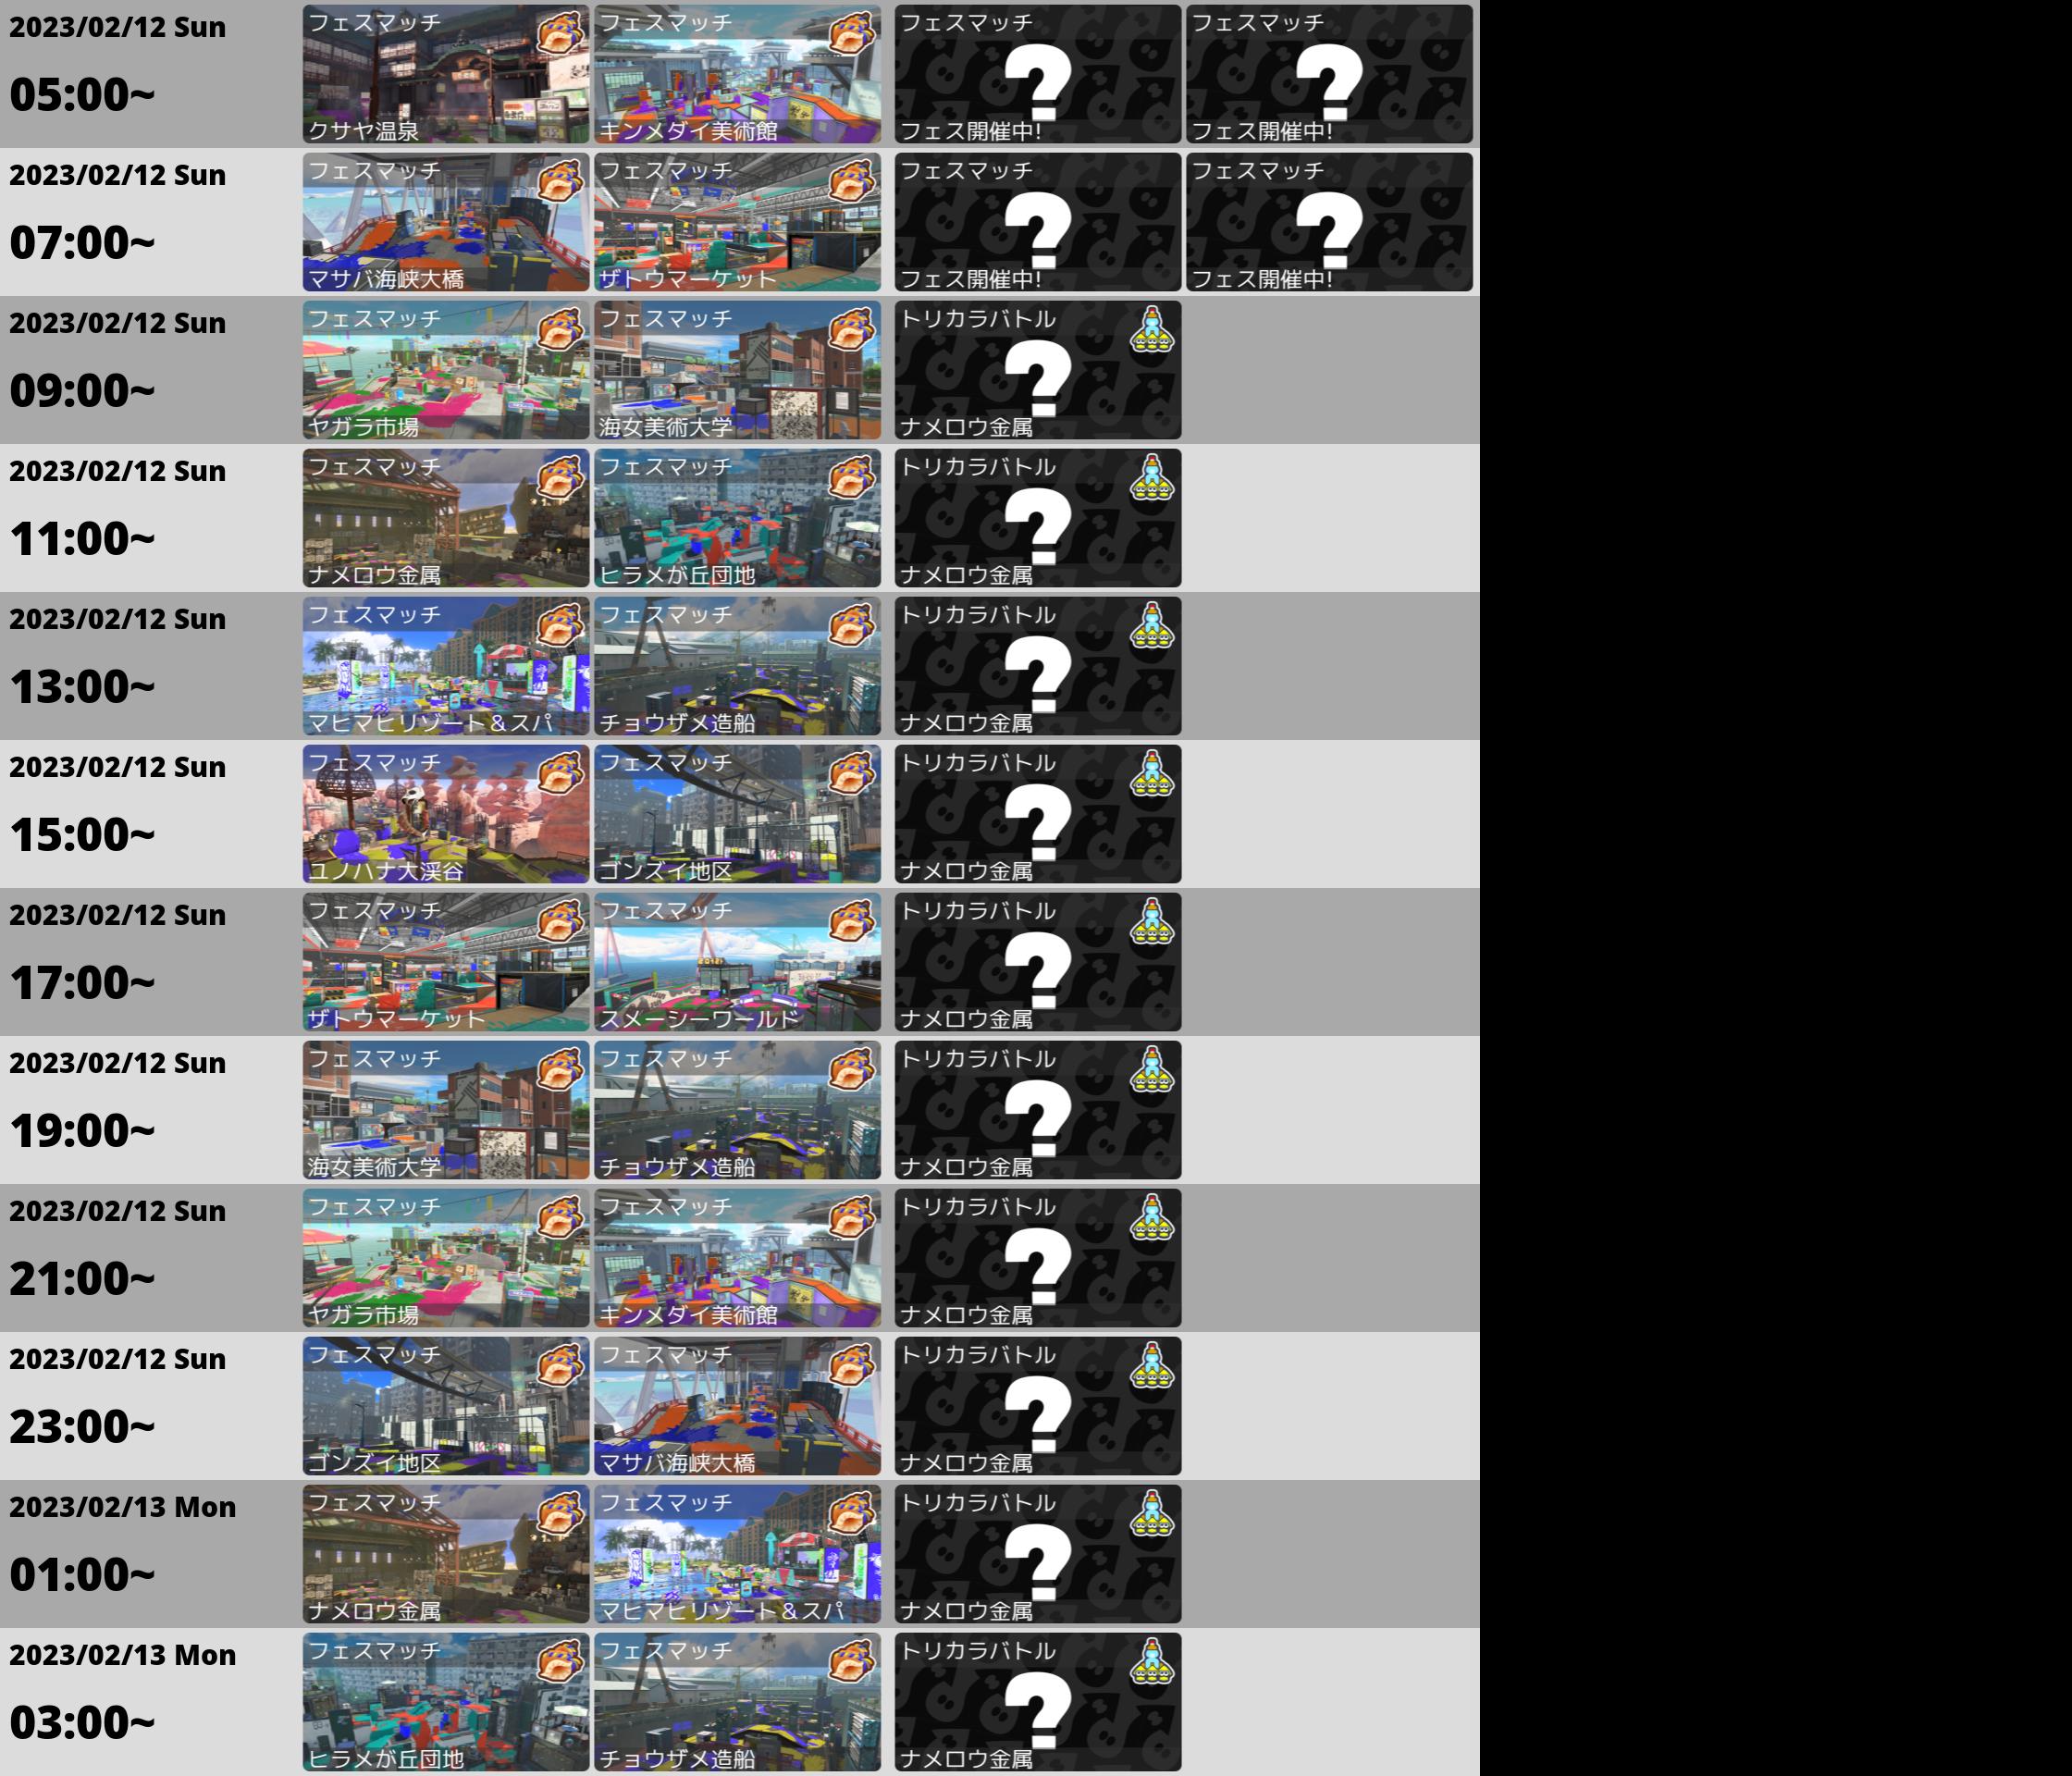 2023/02/12 Sun
05:00~
フェスマッチ
クサヤ温泉
フェスマッチ
キンメダイ美術館
フェスマッチ
フェス開催中!
フェスマッチ
フェス開催中!
2023/02/12 Sun
07:00~
フェスマッチ
マサバ海峡大橋
フェスマッチ
ザトウマーケット
フェスマッチ
フェス開催中!
フェスマッチ
フェス開催中!
2023/02/12 Sun
09:00~
フェスマッチ
ヤガラ市場
フェスマッチ
海女美術大学
トリカラバトル
ナメロウ金属
2023/02/12 Sun
11:00~
フェスマッチ
ナメロウ金属
フェスマッチ
ヒラメが丘団地
トリカラバトル
ナメロウ金属
2023/02/12 Sun
13:00~
フェスマッチ
マヒマヒリゾート&スパ
フェスマッチ
チョウザメ造船
トリカラバトル
ナメロウ金属
2023/02/12 Sun
15:00~
フェスマッチ
ユノハナ大渓谷
フェスマッチ
ゴンズイ地区
トリカラバトル
ナメロウ金属
2023/02/12 Sun
17:00~
フェスマッチ
ザトウマーケット
フェスマッチ
スメーシーワールド
トリカラバトル
ナメロウ金属
2023/02/12 Sun
19:00~
フェスマッチ
海女美術大学
フェスマッチ
チョウザメ造船
トリカラバトル
ナメロウ金属
2023/02/12 Sun
21:00~
フェスマッチ
ヤガラ市場
フェスマッチ
キンメダイ美術館
トリカラバトル
ナメロウ金属
2023/02/12 Sun
23:00~
フェスマッチ
ゴンズイ地区
フェスマッチ
マサバ海峡大橋
トリカラバトル
ナメロウ金属
2023/02/13 Mon
01:00~
フェスマッチ
ナメロウ金属
フェスマッチ
マヒマヒリゾート&スパ
トリカラバトル
ナメロウ金属
2023/02/13 Mon
03:00~
フェスマッチ
ヒラメが丘団地
フェスマッチ
チョウザメ造船
トリカラバトル
ナメロウ金属